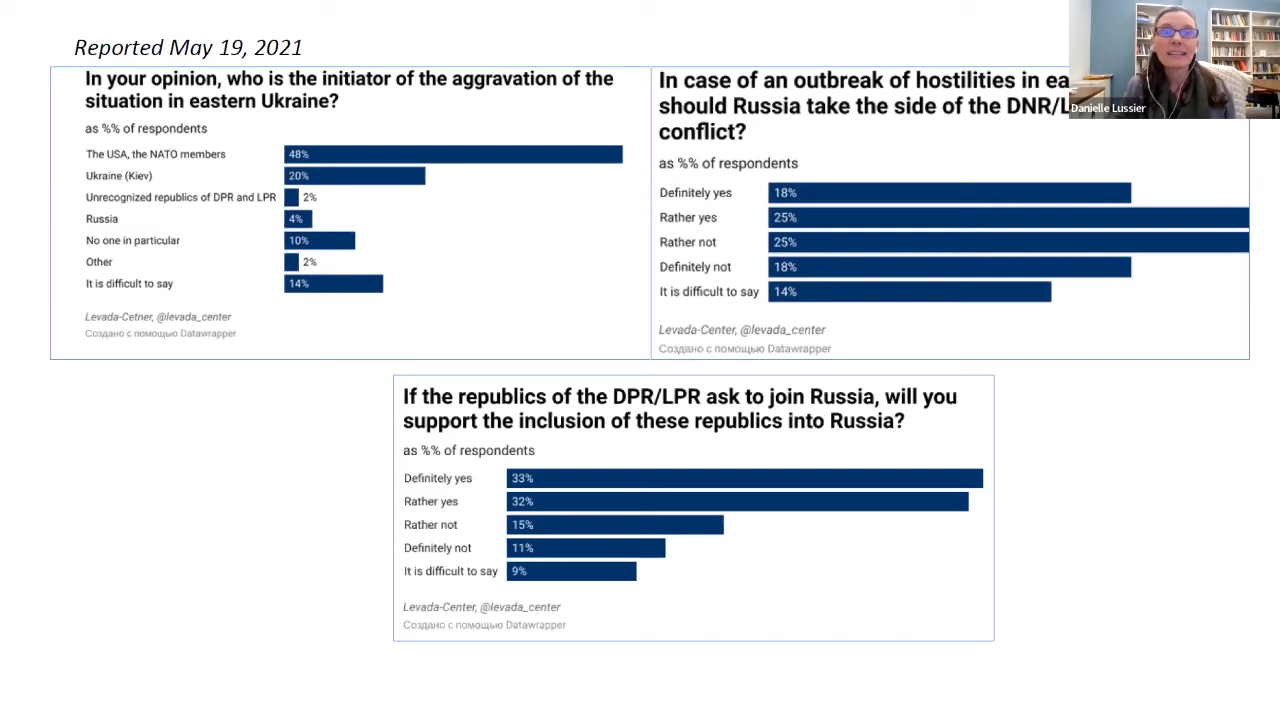 Reported May 19, 2021
In your opinion, who is the initiator of the aggravation of the
situation in eastern Ukraine?
as %% of respondents
The USA, the NATO members 48%
Ukraine (Kiev) 20%
Unrecognized republics of DPR and LPR 2%
Russia 4%
No one in particular 10%
Other 2%
It is difficult to say 14%
Levada-Cetner, @levada_center
Создано с помощью Datawrapper
In case of an outbreak of hostilities in ea
should Russia take the side of the DNR/L
conflict?
as %% of respondents
Definitely yes 18%
Rather yes 25%
Rather not 25%
Definitely not 18%
It is difficult to say 14%
Levada-Center, @levada_center
Создано с помощью Datawrapper
Danielle Lussier
If the republics of the DPR/LPR ask to join Russia, will you
support the inclusion of these republics into Russia?
as %% of respondents
Definitely yes 33%
Rather yes 32%
Rather not 15%
Definitely not 11%
It is difficult to say 9%
Levada-Center, @levada_center
Создано с помощью Datawrapper